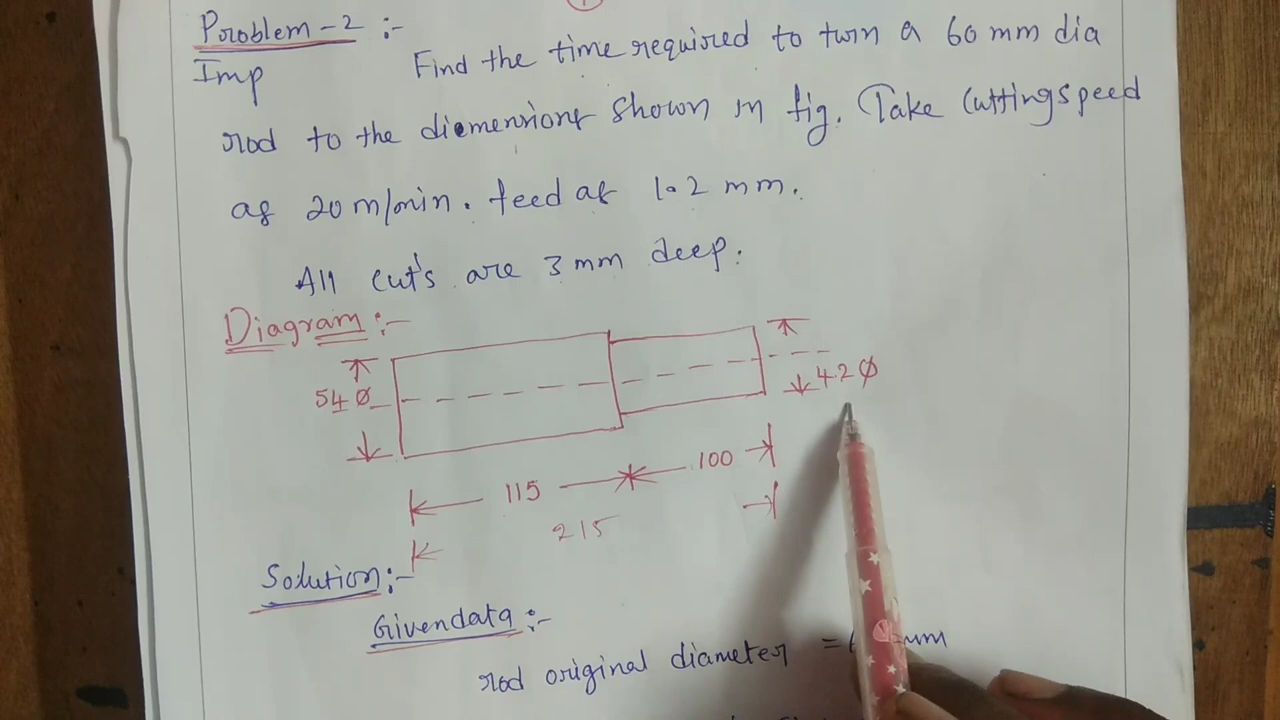 Problem-2 :-
Imp Find the time required to turn a 60 mm dia
rod to the diemensions shown in fig. Take Cuttingspeed
as 20 m/min. feed as 1.2 mm.
All cut's are 3 mm deep.
Diagram :-
54 ϕ
42 ϕ
115
100
215
Solution :-
Givendata :-
rod original diameter = mm